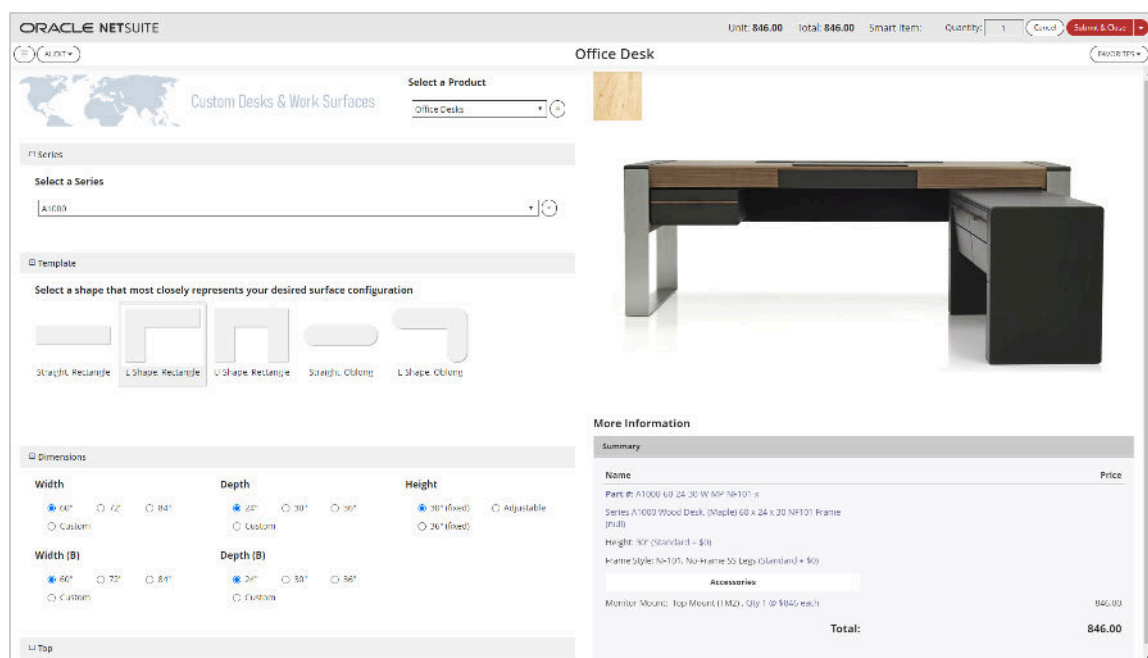 ORACLE NETSUITE
Unit: 846.00 Total: 846.00 Smart Item: Quantity: 1 Cancel Submit & Close
AUDIT
Office Desk
FAVORITES
Custom Desks & Work Surfaces
Select a Product
Office Desks
Series
Select a Series
A1000
Template
Select a shape that most closely represents your desired surface configuration
Straight, Rectangle L Shape, Rectangle U Shape, Rectangle Straight, Oblong L Shape, Oblong
Dimensions
Width Depth Height
60" 72" 84" 24" 30" 36" 30" (fixed) Adjustable
Custom Custom 36" (fixed)
Width (B) Depth (B)
60" 72" 84" 24" 30" 36"
Custom Custom
Top
More Information
Summary
Name Price
Part #: A1000-60-24-30-W-MP-NF101-x
Series A1000 Wood Desk, (Maple) 60 x 24 x 30 NF101 Frame
(null)
Height: 30" (Standard + $0)
Frame Style: NF-101, No-Frame SS Legs (Standard + $0)
Accessories
Monitor Mount: Top Mount (TM2), Qty 1 @ $846 each 846.00
Total: 846.00